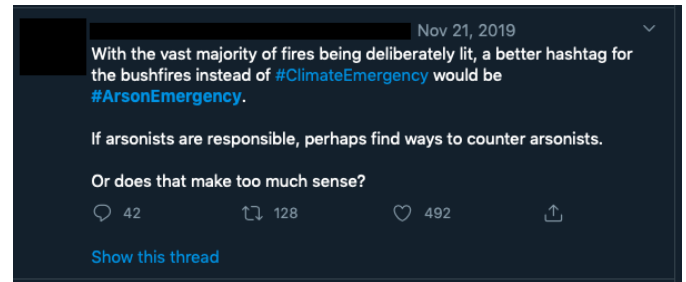 Nov 21, 2019
With the vast majority of fires being deliberately lit, a better hashtag for
the bushfires instead of #ClimateEmergency would be
#ArsonEmergency.
If arsonists are responsible, perhaps find ways to counter arsonists.
Or does that make too much sense?
42 128 492
Show this thread